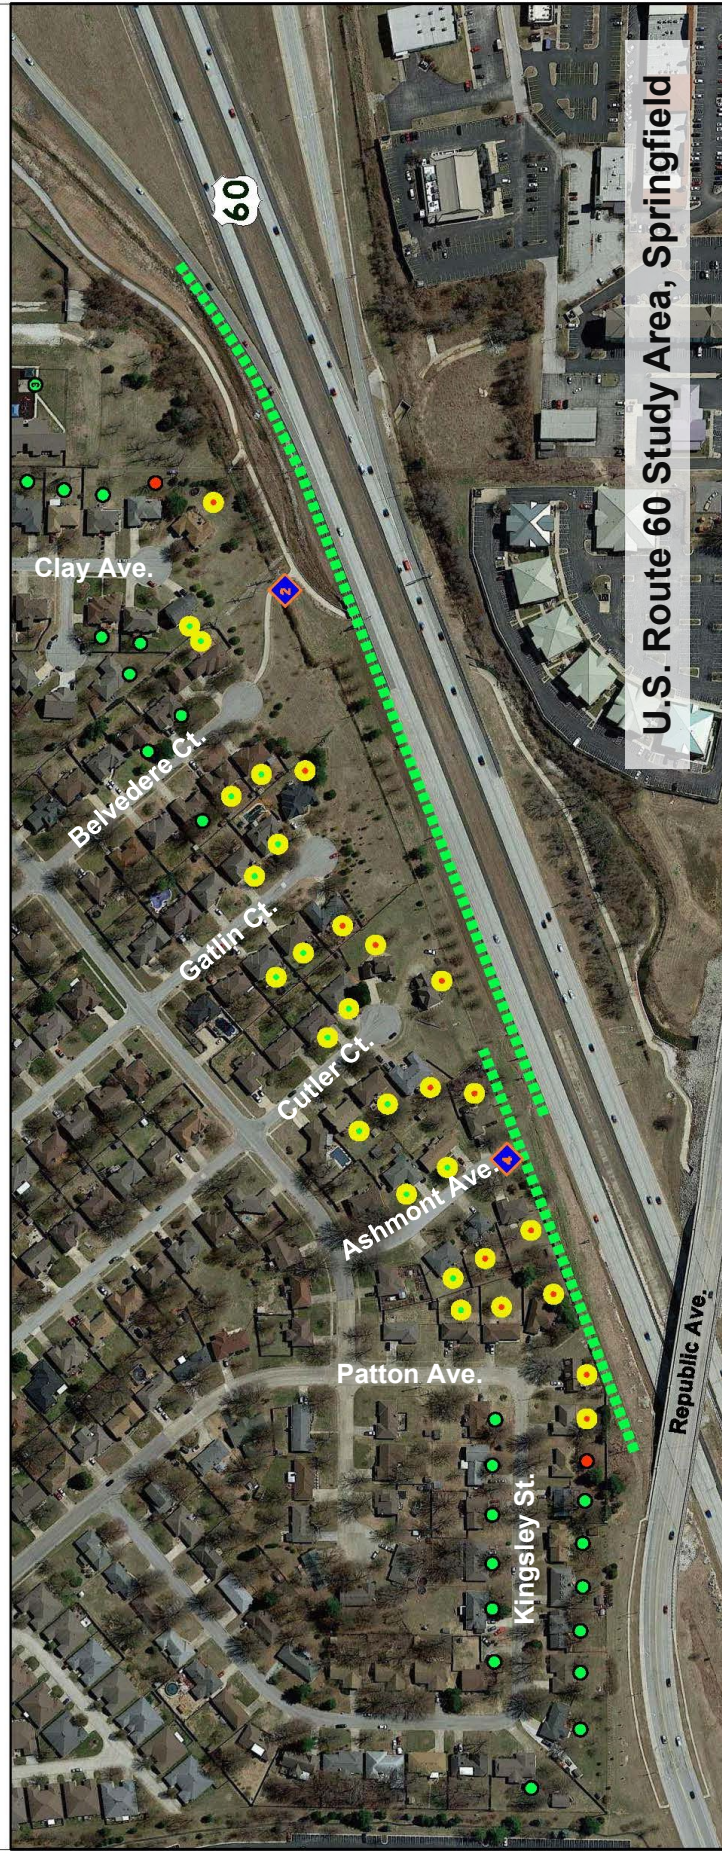 U.S. Route 60 Study Area, Springfield
60
Clay Ave.
2
Belvedere Ct.
Gatlin Ct.
Cutler Ct.
Ashmont Ave.
4
Patton Ave.
Kingsley St.
Republic Ave.